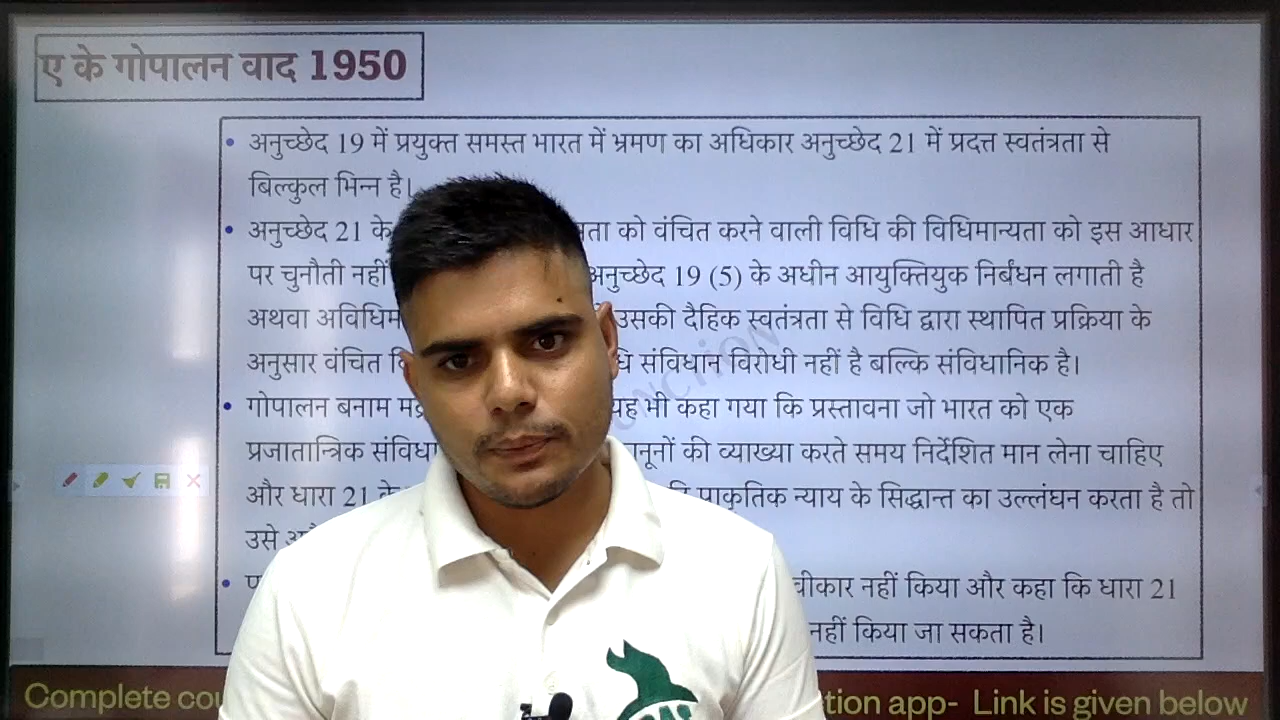 ए के गोपालन वाद 1950
• अनुच्छेद 19 में प्रयुक्त समस्त भारत में भ्रमण का अधिकार अनुच्छेद 21 में प्रदत्त स्वतंत्रता से
बिल्कुल भिन्न है।
• अनुच्छेद 21 के को वंचित करने वाली विधि की विधिमान्यता को इस आधार
पर चुनौती नहीं अनुच्छेद 19 (5) के अधीन आयुक्तियुक निर्बंधन लगाती है
अथवा उसकी दैहिक स्वतंत्रता से विधि द्वारा स्थापित प्रक्रिया के
अनुसार वंचित संविधान विरोधी नहीं है बल्कि संविधानिक है।
• गोपालन बनाम यह भी कहा गया कि प्रस्तावना जो भारत को एक
प्रजातान्त्रिक की व्याख्या करते समय निर्देशित मान लेना चाहिए
और धारा 21 के प्राकृतिक न्याय के सिद्धान्त का उल्लंघन करता है तो
उसे
• नहीं किया और कहा कि धारा 21
नहीं किया जा सकता है।
UNCTION
Complete app- Link is given below